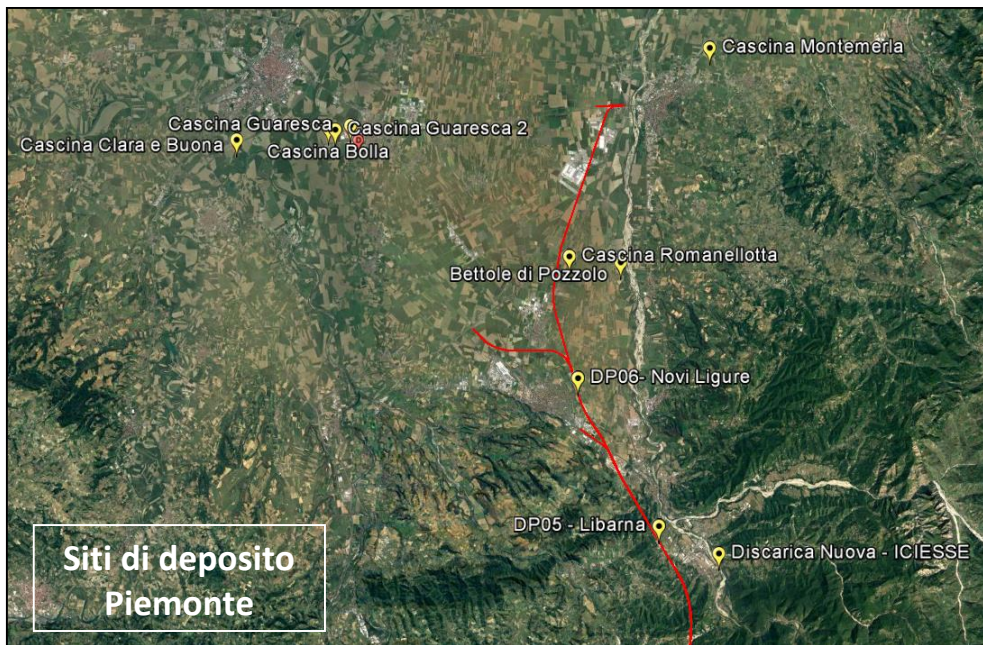 Cascina Montemerla
Cascina Guaresca
Cascina Guaresca 2
Cascina Clara e Buona
Cascina Bolla
Cascina Romanellotta
Bettole di Pozzolo
DP06- Novi Ligure
DP05 - Libarna
Discarica Nuova - ICIESSE
Siti di deposito
Piemonte